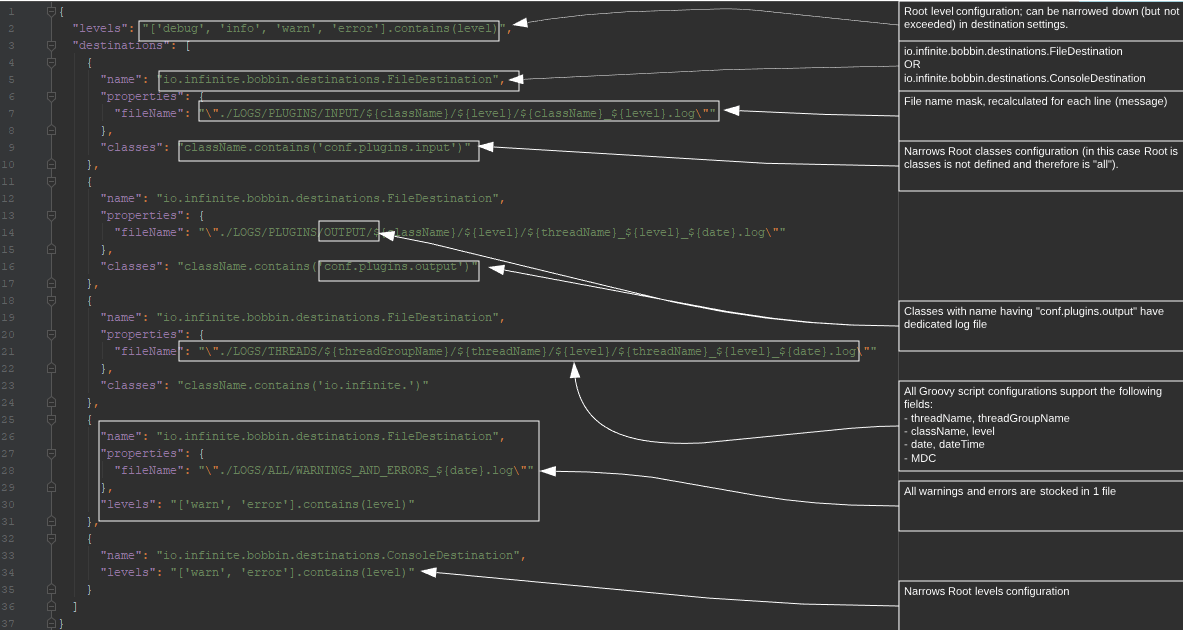 1 {
2 "levels": "['debug', 'info', 'warn', 'error'].contains(level)",
3 "destinations": [
4 {
5 "name": "io.infinite.bobbin.destinations.FileDestination",
6 "properties": {
7 "fileName": "\"./LOGS/PLUGINS/INPUT/${className}/${level}/${className}_${level}.log\""
8 },
9 "classes": "className.contains('conf.plugins.input')"
10 },
11 {
12 "name": "io.infinite.bobbin.destinations.FileDestination",
13 "properties": {
14 "fileName": "\"./LOGS/PLUGINS/OUTPUT/${className}/${level}/${threadName}_${level}_${date}.log\""
15 },
16 "classes": "className.contains('conf.plugins.output')"
17 },
18 {
19 "name": "io.infinite.bobbin.destinations.FileDestination",
20 "properties": {
21 "fileName": "\"./LOGS/THREADS/${threadGroupName}/${threadName}/${level}/${threadName}_${level}_${date}.log\""
22 },
23 "classes": "className.contains('io.infinite.')"
24 },
25 {
26 "name": "io.infinite.bobbin.destinations.FileDestination",
27 "properties": {
28 "fileName": "\"./LOGS/ALL/WARNINGS_AND_ERRORS_${date}.log\""
29 },
30 "levels": "['warn', 'error'].contains(level)"
31 },
32 {
33 "name": "io.infinite.bobbin.destinations.ConsoleDestination",
34 "levels": "['warn', 'error'].contains(level)"
35 }
36 ]
37 }
Root level configuration; can be narrowed down (but not
exceeded) in destination settings.
io.infinite.bobbin.destinations.FileDestination
OR
io.infinite.bobbin.destinations.ConsoleDestination
File name mask, recalculated for each line (message)
Narrows Root classes configuration (in this case Root is
classes is not defined and therefore is "all").
Classes with name having "conf.plugins.output" have
dedicated log file
All Groovy script configurations support the following
fields:
- threadName, threadGroupName
- className, level
- date, dateTime
- MDC
All warnings and errors are stocked in 1 file
Narrows Root levels configuration